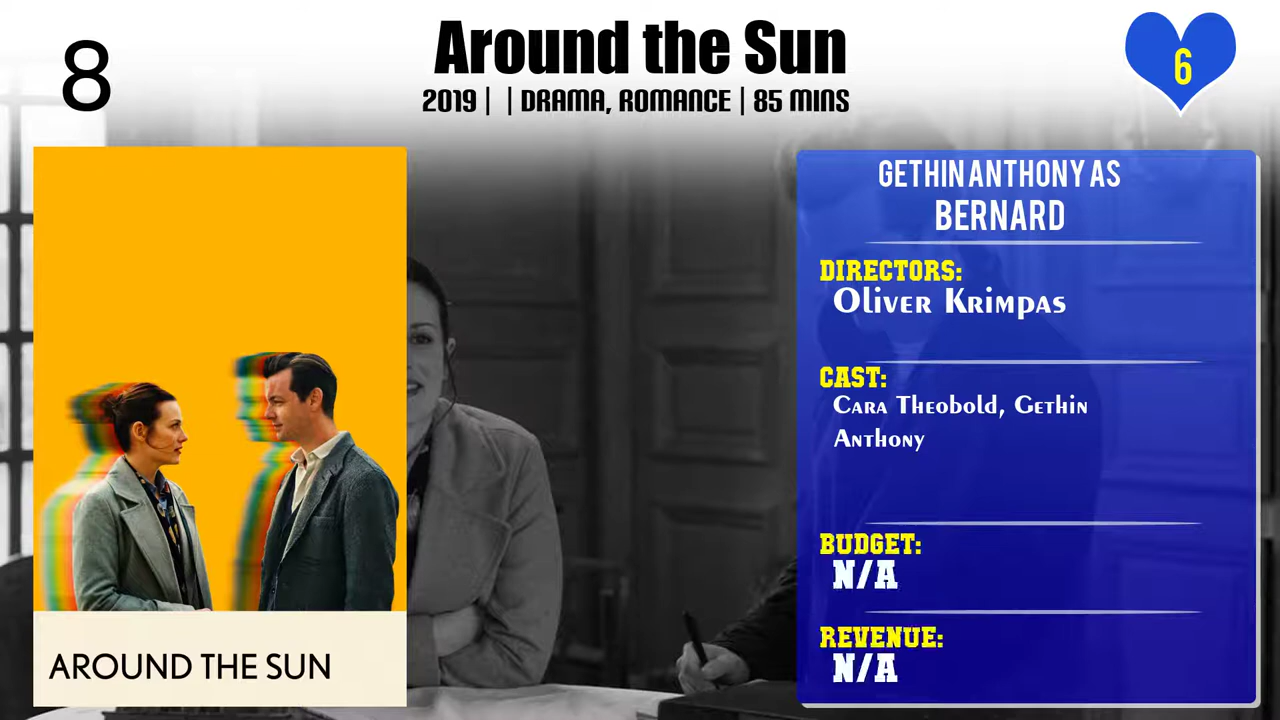 8
Around the Sun
2019 | | DRAMA, ROMANCE | 85 MINS
6
GETHIN ANTHONY AS
BERNARD
DIRECTORS:
Oliver Krimpas
CAST:
Cara Theobold, Gethin
Anthony
BUDGET:
N/A
REVENUE:
N/A
AROUND THE SUN